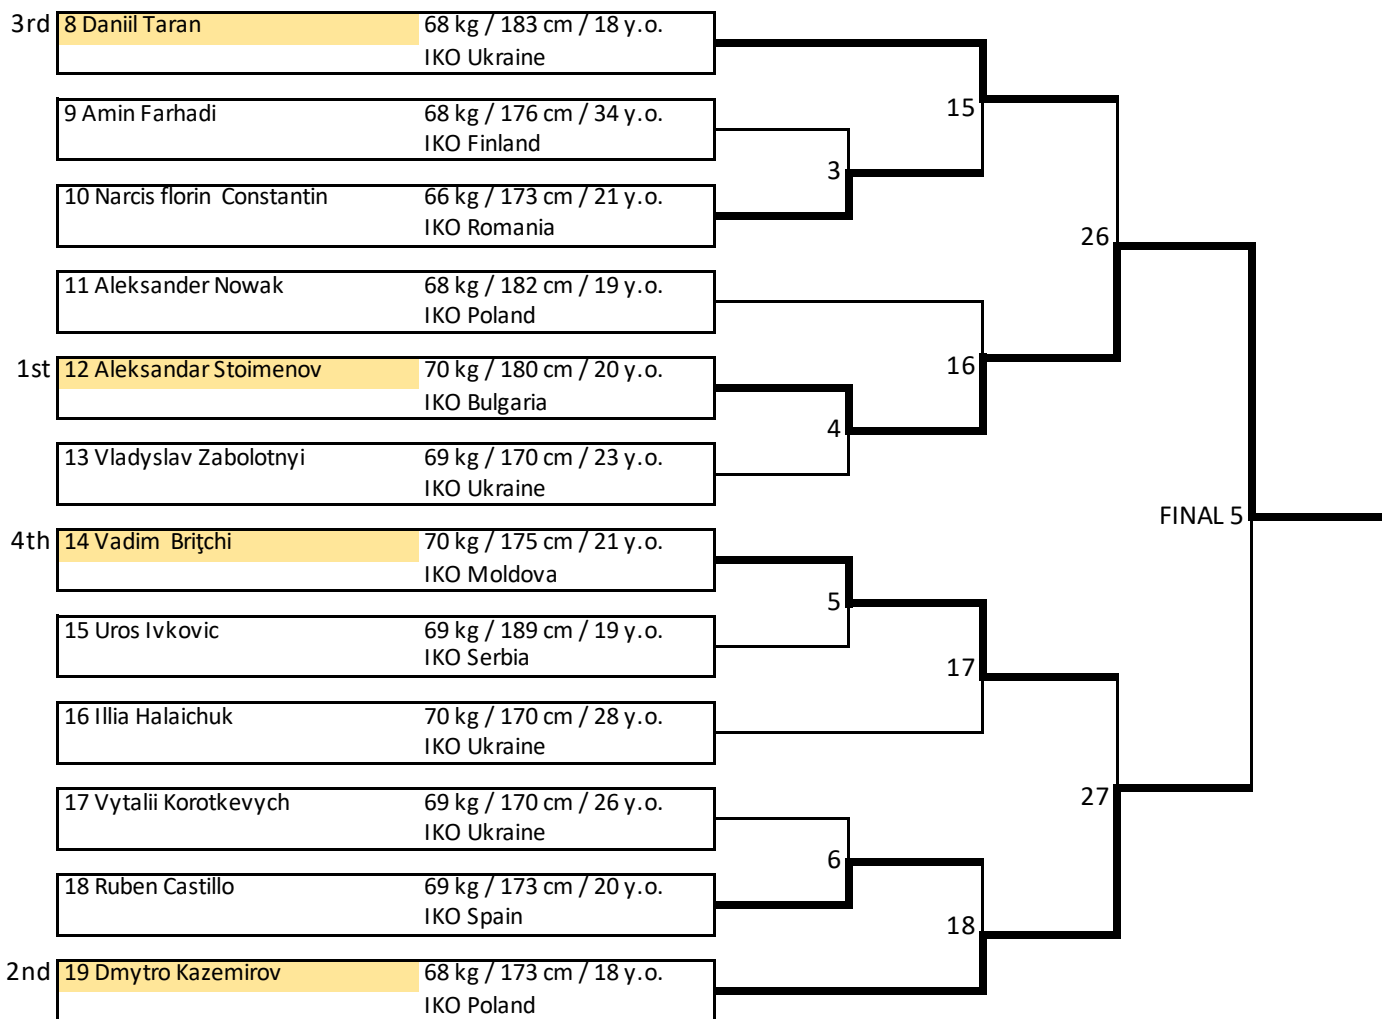 3rd 8 Daniil Taran 68 kg / 183 cm / 18 y.o.
IKO Ukraine
9 Amin Farhadi 68 kg / 176 cm / 34 y.o.
15
IKO Finland
3
10 Narcis florin Constantin 66 kg / 173 cm / 21 y.o.
IKO Romania
26
11 Aleksander Nowak 68 kg / 182 cm / 19 y.o.
IKO Poland
1st 12 Aleksandar Stoimenov 70 kg / 180 cm / 20 y.o.
16
IKO Bulgaria
4
13 Vladyslav Zabolotnyi 69 kg / 170 cm / 23 y.o.
IKO Ukraine
FINAL 5
4th 14 Vadim Briţchi 70 kg / 175 cm / 21 y.o.
IKO Moldova
5
15 Uros Ivkovic 69 kg / 189 cm / 19 y.o.
IKO Serbia
17
16 Illia Halaichuk 70 kg / 170 cm / 28 y.o.
IKO Ukraine
27
17 Vytalii Korotkevych 69 kg / 170 cm / 26 y.o.
IKO Ukraine
6
18 Ruben Castillo 69 kg / 173 cm / 20 y.o.
IKO Spain
18
2nd 19 Dmytro Kazemirov 68 kg / 173 cm / 18 y.o.
IKO Poland